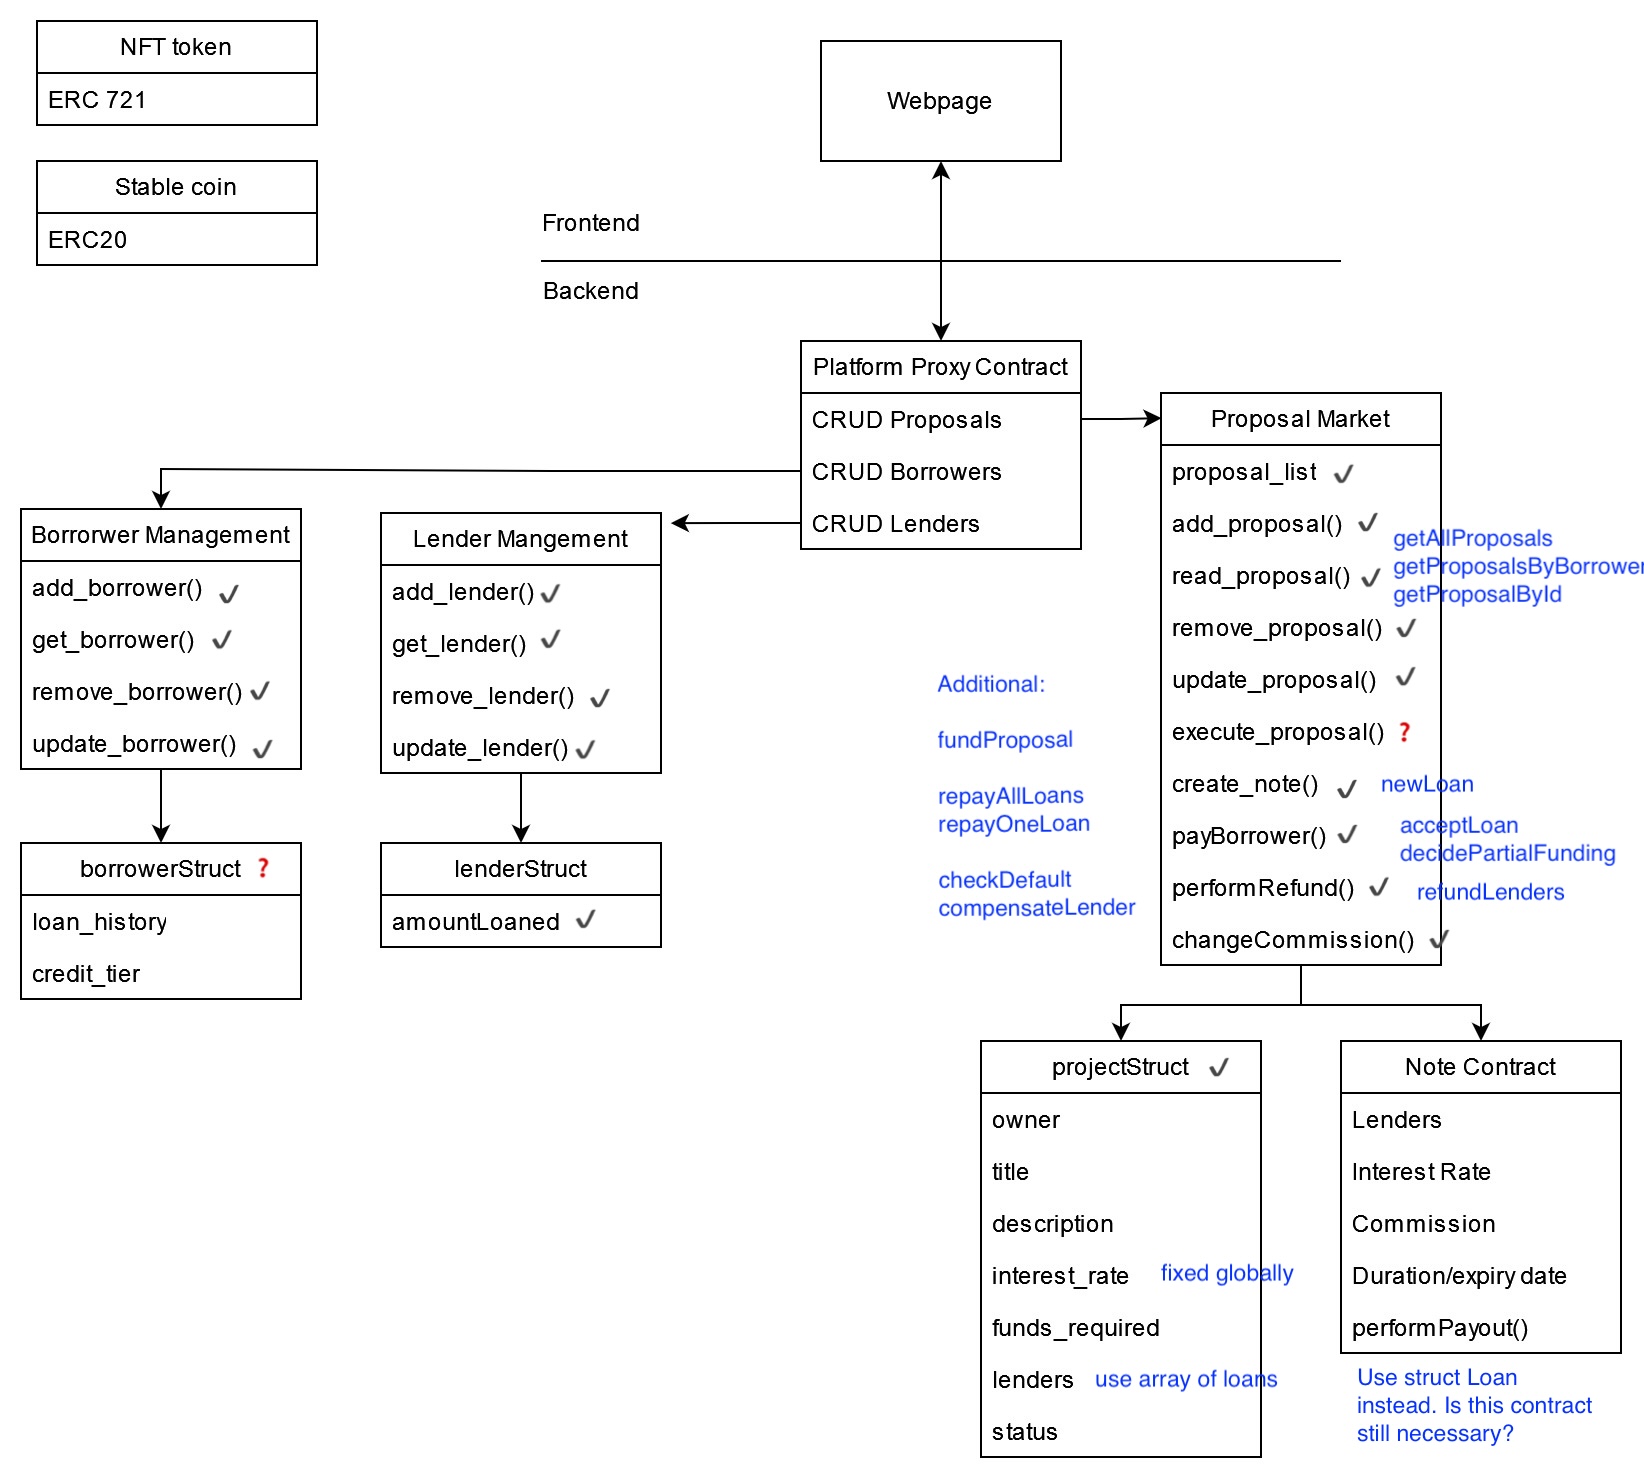 NFT token
ERC 721
Stable coin
ERC20
Webpage
Frontend
Backend
Platform Proxy Contract
CRUD Proposals
CRUD Borrowers
CRUD Lenders
Borrorwer Management
add_borrower() ✓
get_borrower() ✓
remove_borrower() ✓
update_borrower() ✓
borrowerStruct ?
loan_history
credit_tier
Lender Mangement
add_lender() ✓
get_lender() ✓
remove_lender() ✓
update_lender() ✓
lenderStruct
amountLoaned ✓
Additional:
fundProposal
repayAllLoans
repayOneLoan
checkDefault
compensateLender
Proposal Market
proposal_list ✓
add_proposal() ✓
read_proposal() ✓
getAllProposals
getProposalsByBorrower
getProposalById
remove_proposal() ✓
update_proposal() ✓
execute_proposal() ?
create_note() ✓ newLoan
payBorrower() ✓
acceptLoan
decidePartialFunding
performRefund() ✓ refundLenders
changeCommission() ✓
projectStruct ✓
owner
title
description
interest_rate fixed globally
funds_required
lenders use array of loans
status
Note Contract
Lenders
Interest Rate
Commission
Duration/expiry date
performPayout()
Use struct Loan
instead. Is this contract
still necessary?